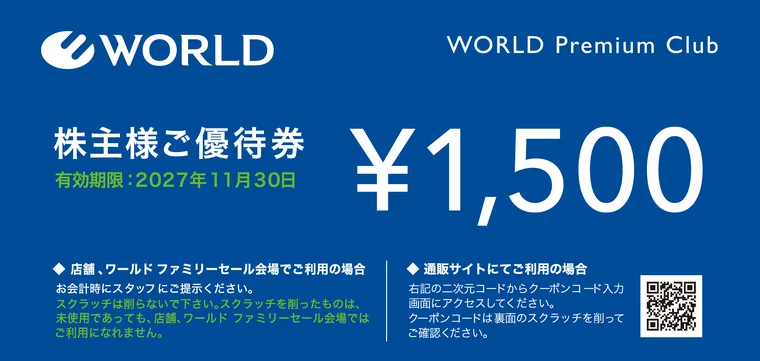 WORLD
WORLD Premium Club
株主様ご優待券
有効期限：2027年11月30日
¥1,500
◆ 店舗、ワールド ファミリーセール会場でご利用の場合
お会計時にスタッフにご提示ください。
スクラッチは削らないで下さい。スクラッチを削ったものは、
未使用であっても、店舗、ワールド ファミリーセール会場では
ご利用になれません。
◆ 通販サイトにてご利用の場合
右記の二次元コードからクーポンコード入力
画面にアクセスしてください。
クーポンコードは裏面のスクラッチを削って
ご確認ください。